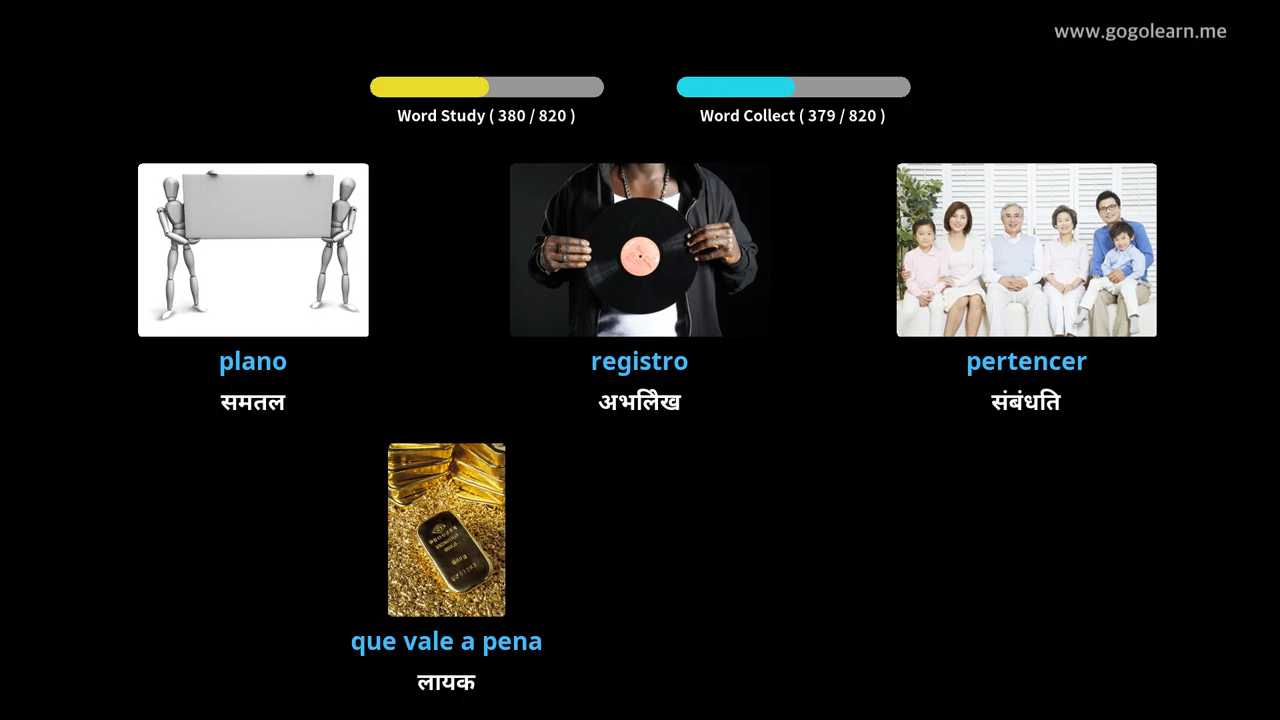 www.gogolearn.me
Word Study ( 380 / 820 )
Word Collect ( 379 / 820 )
plano
registro
pertencer
समतल
अभिलेख
संबंधित
que vale a pena
लायक